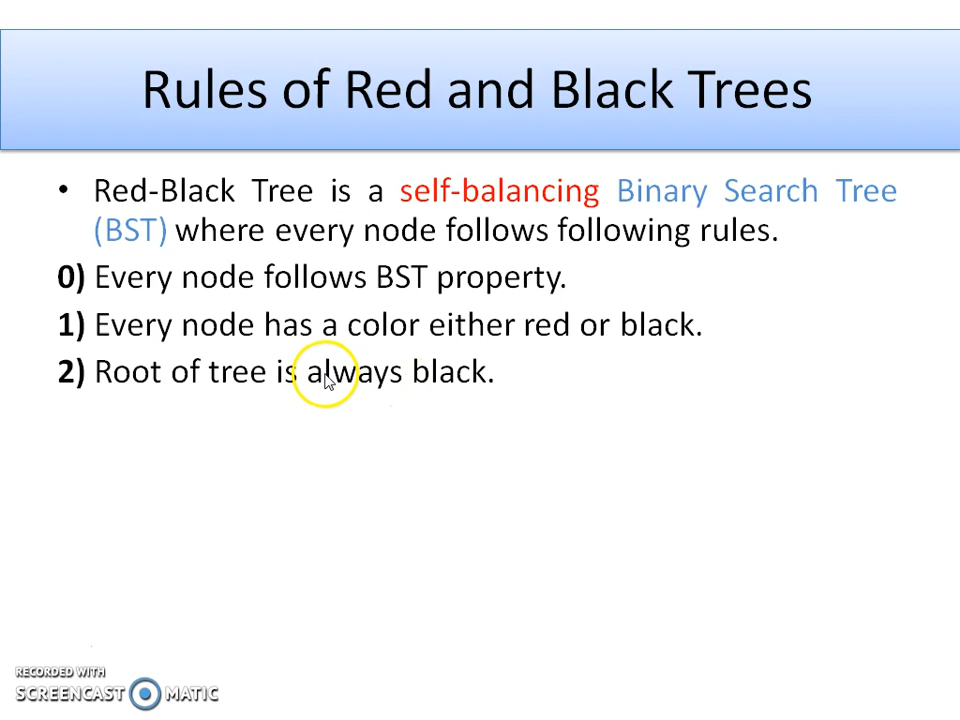 Rules of Red and Black Trees
• Red-Black Tree is a self-balancing Binary Search Tree
(BST) where every node follows following rules.
0) Every node follows BST property.
1) Every node has a color either red or black.
2) Root of tree is always black.
RECORDED WITH
SCREENCAST MATIC